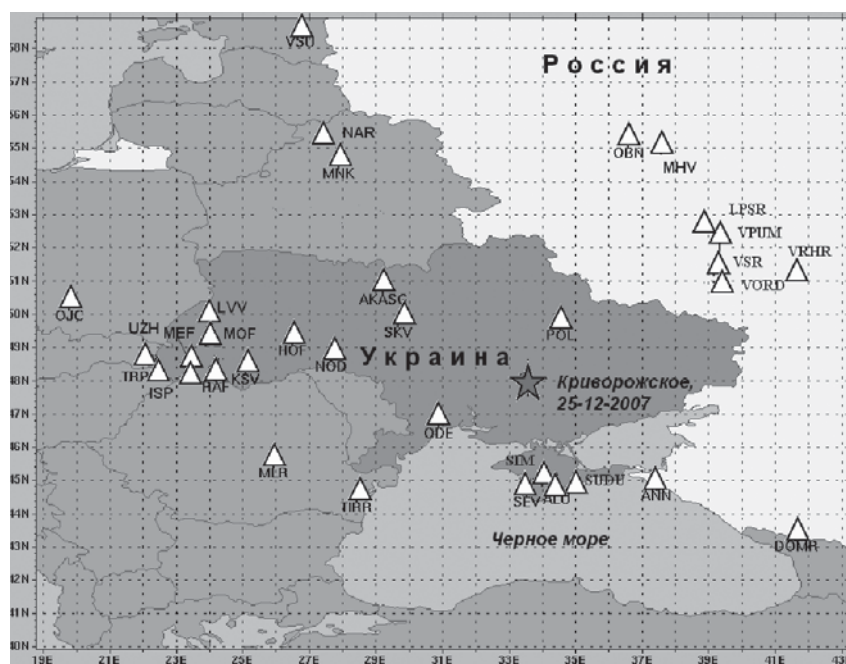 58N
VSU
Россия
57N
56N
NAR
55N
OBN
MNK
MHV
54N
53N
LPSR
VPUM
52N
VSR
VRHR
51N
VORD
AKASG
OJC
50N
LVV
SKV
POL
UZH
MEF
MOF
HOF
49N
NOD
Украина
TRP
KSV
48N
ISP
RAF
Криворожское,
25-12-2007
47N
ODE
46N
SIM
MLR
SUDU
45N
TIRR
SEV
ALU
ANN
44N
Черное море
DOMR
43N
42N
41N
40N
19E 21E 23E 25E 27E 29E 31E 33E 35E 37E 39E 41E 43